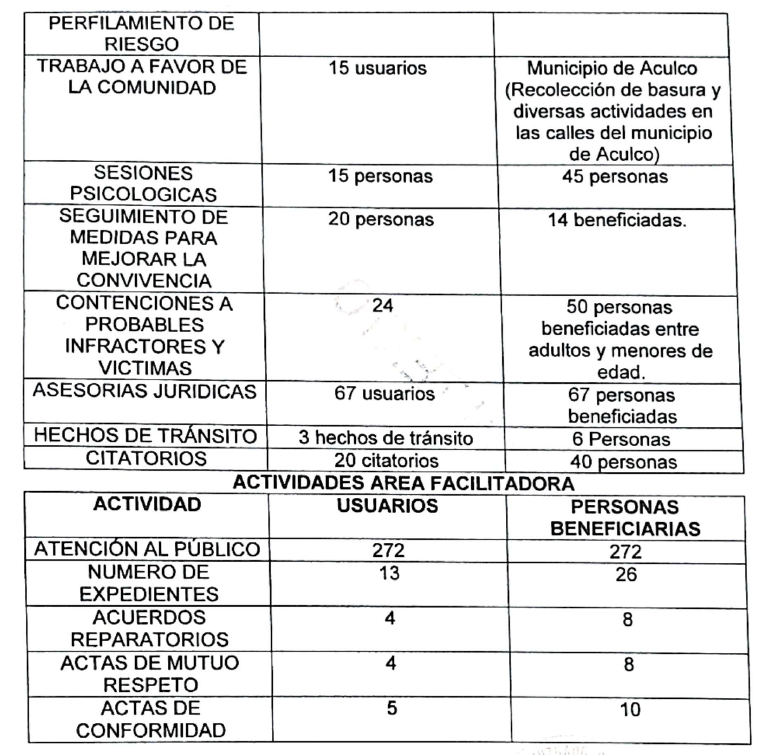 PERFILAMIENTO DE
RIESGO
TRABAJO A FAVOR DE
LA COMUNIDAD
15 usuarios
Municipio de Aculco
(Recolección de basura y
diversas actividades en
las calles del municipio
de Aculco)
SESIONES
PSICOLOGICAS
15 personas
45 personas
SEGUIMIENTO DE
MEDIDAS PARA
MEJORAR LA
CONVIVENCIA
20 personas
14 beneficiadas.
CONTENCIONES A
PROBABLES
INFRACTORES Y
VICTIMAS
24
50 personas
beneficiadas entre
adultos y menores de
edad.
ASESORIAS JURIDICAS
67 usuarios
67 personas
beneficiadas
HECHOS DE TRÁNSITO
3 hechos de tránsito
6 Personas
CITATORIOS
20 citatorios
40 personas
ACTIVIDADES AREA FACILITADORA
ACTIVIDAD
USUARIOS
PERSONAS
BENEFICIARIAS
ATENCIÓN AL PÚBLICO
272
272
NUMERO DE
EXPEDIENTES
13
26
ACUERDOS
REPARATORIOS
4
8
ACTAS DE MUTUO
RESPETO
4
8
ACTAS DE
CONFORMIDAD
5
10